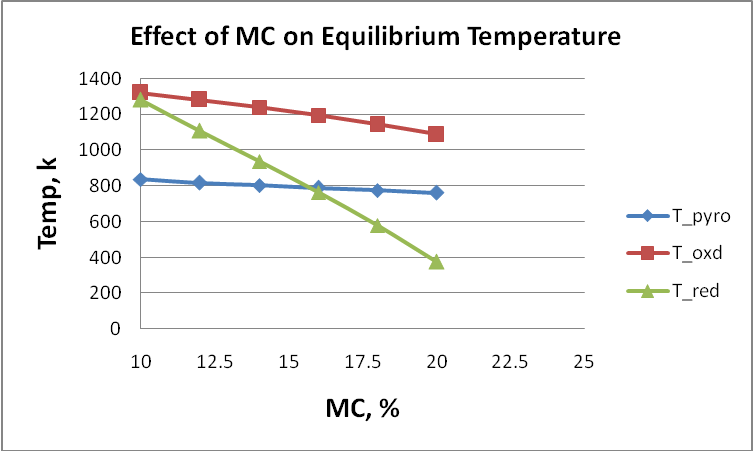 Effect of MC on Equilibrium Temperature
1400
1200
1000
800
600
400
200
0
Temp, k
10 12.5 15 17.5 20 22.5 25
MC, %
T_pyro
T_oxd
T_red